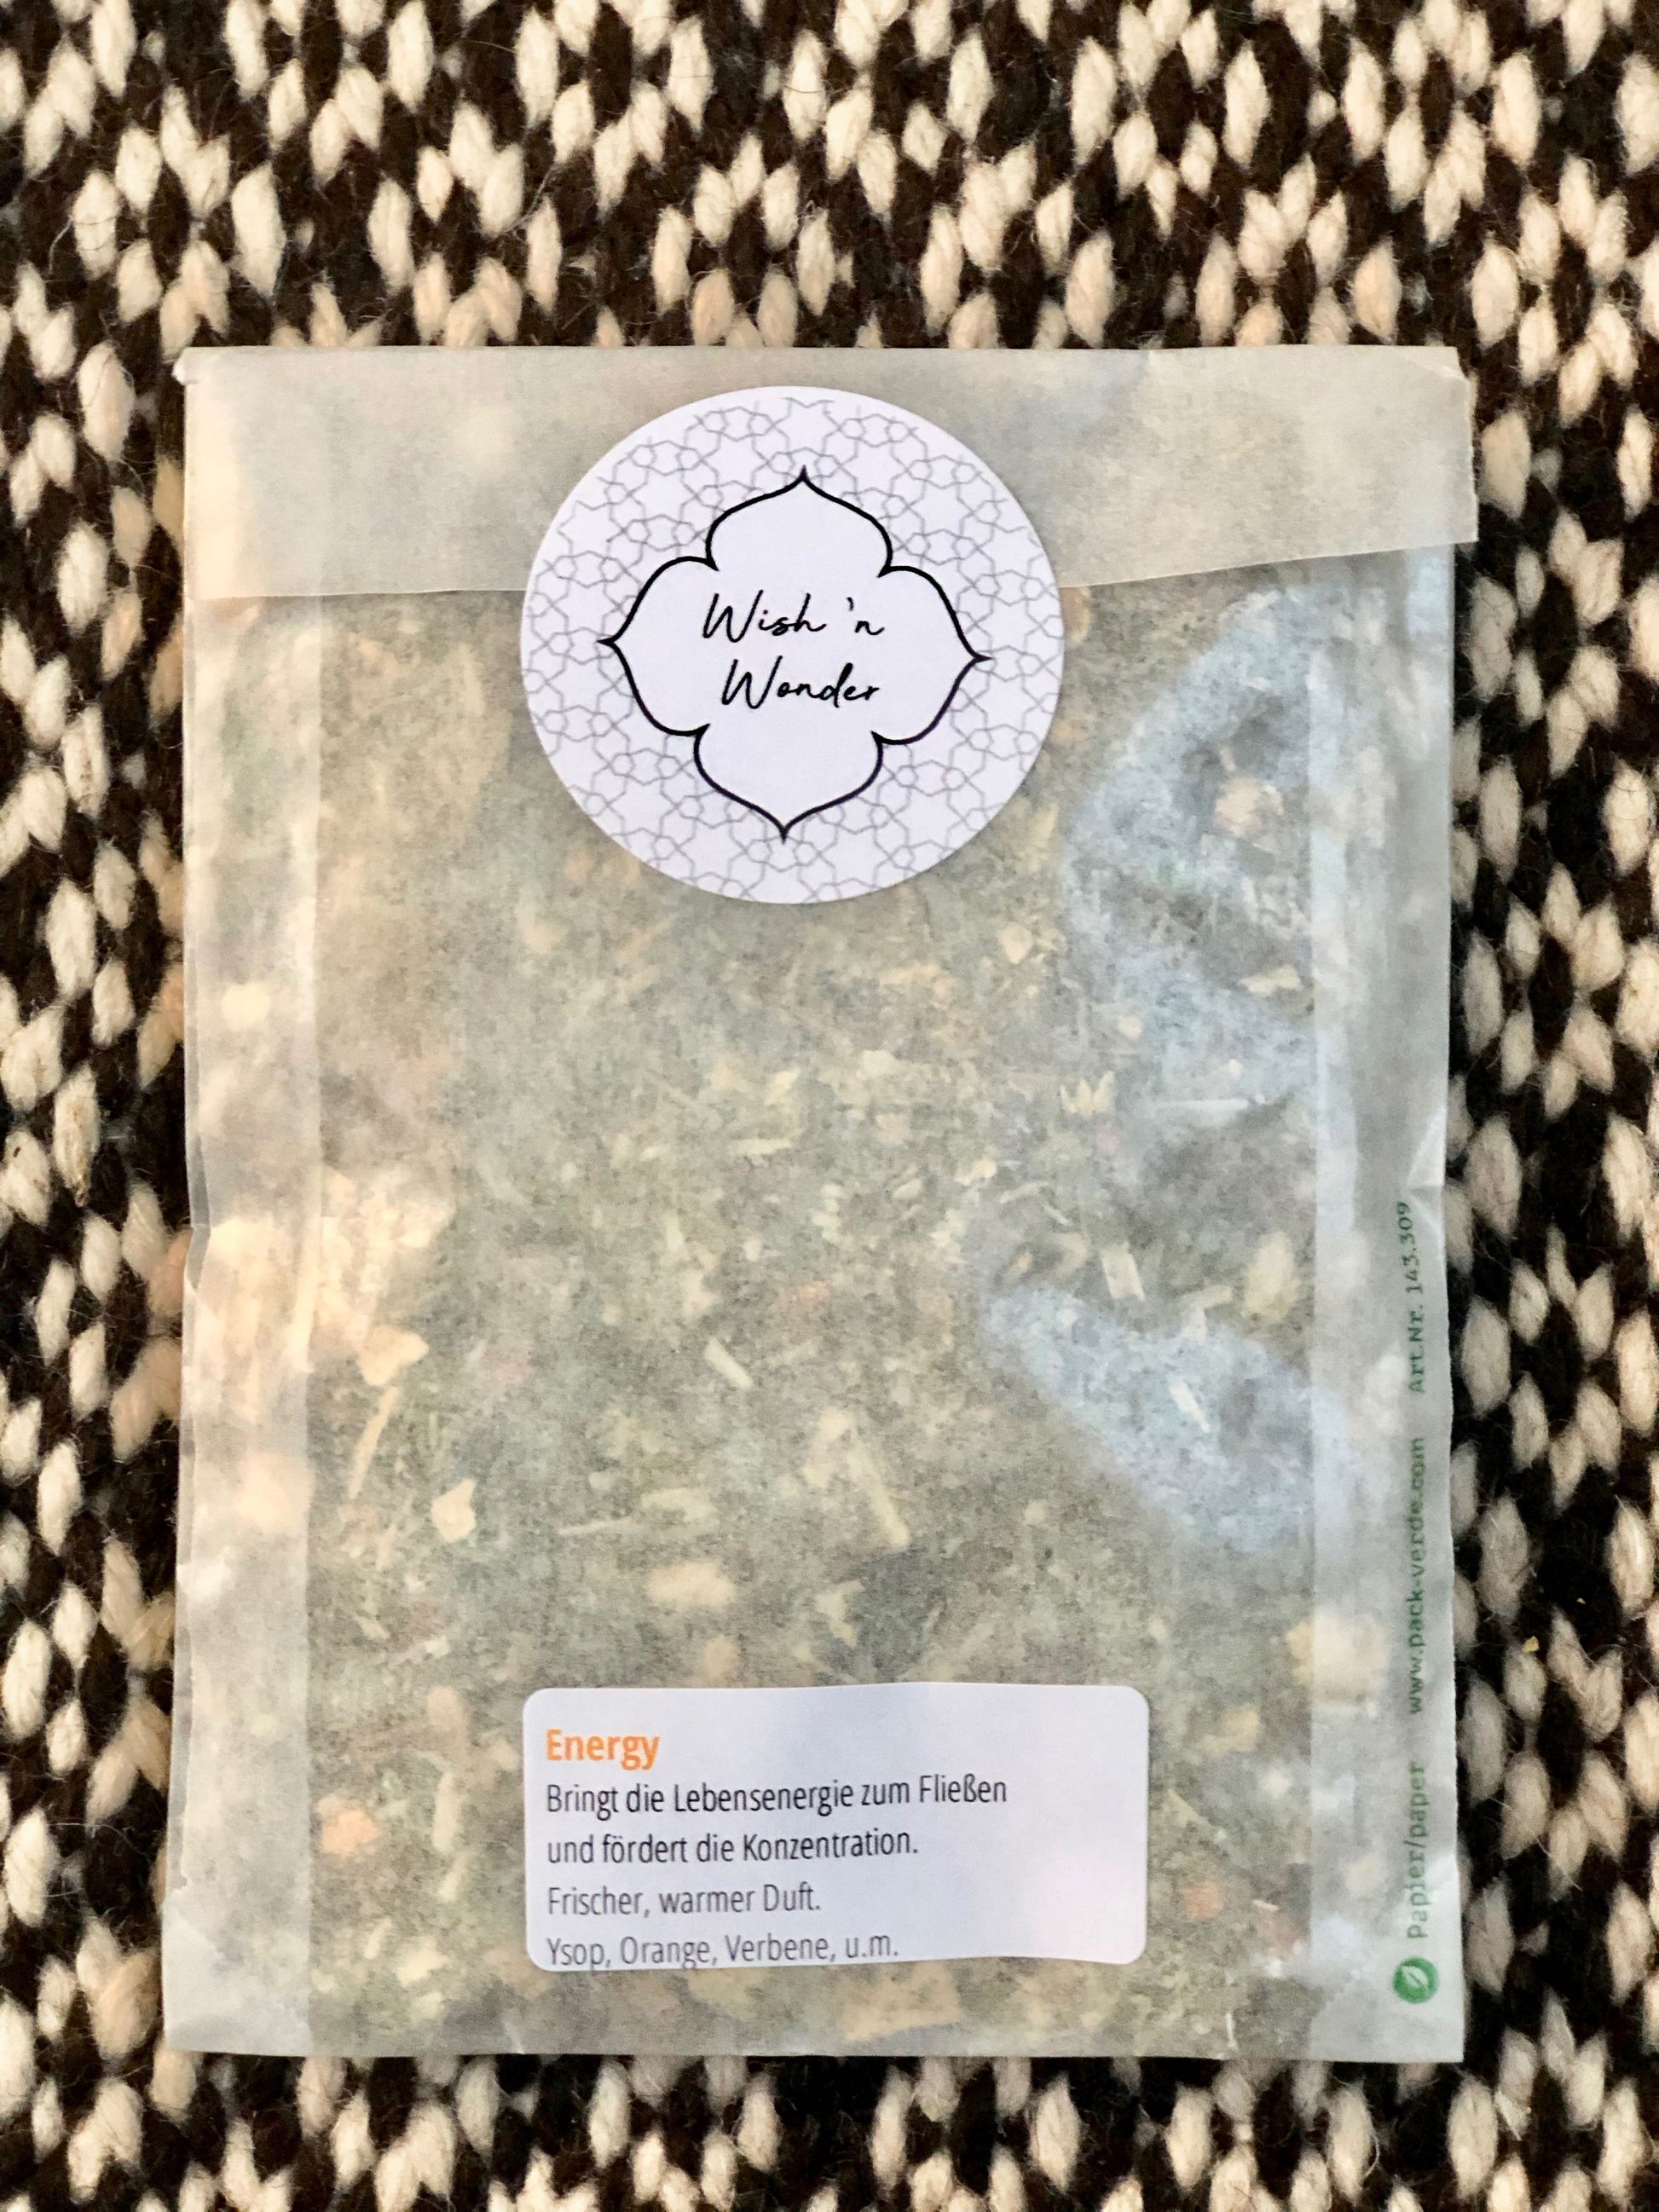 Wish 'n
Wonder
Energy
Bringt die Lebensenergie zum Fließen
und fördert die Konzentration.
Frischer, warmer Duft.
Ysop, Orange, Verbene, u.m.
Papier/paper www.pack-verde.com Art.Nr. 143.309